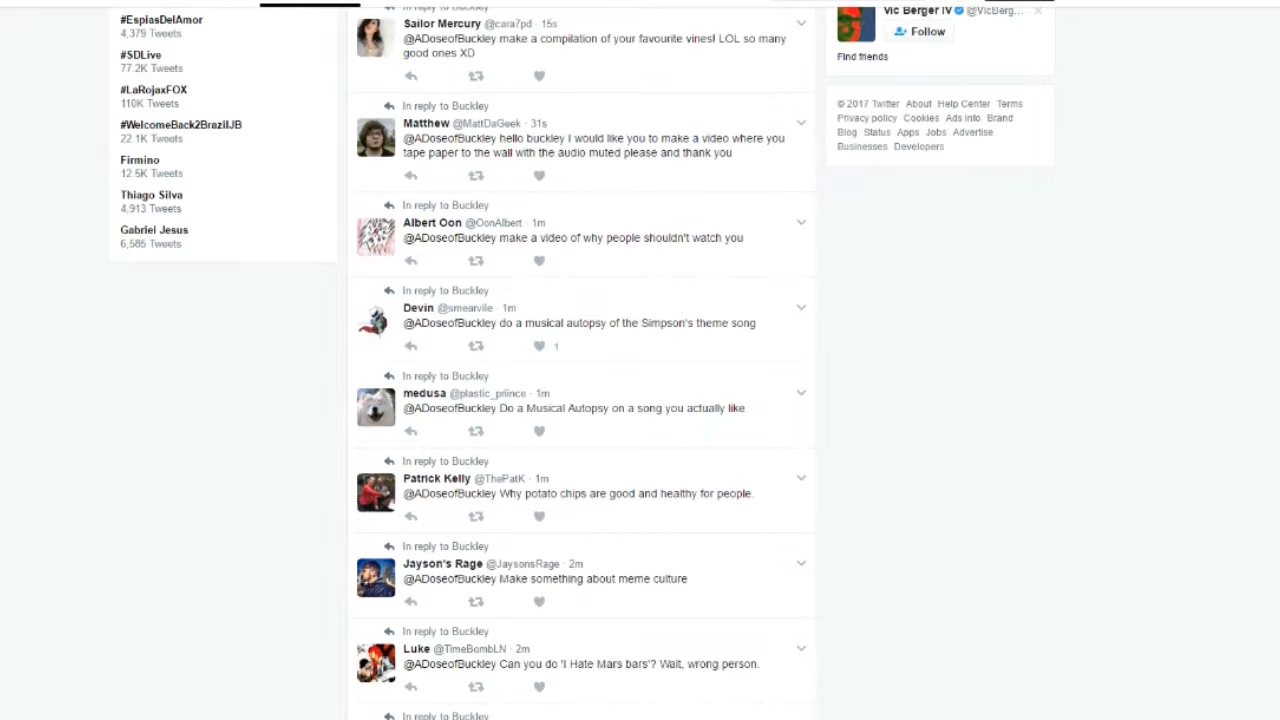 #EspiasDelAmor
4,379 Tweets
#SDLive
77.2K Tweets
#LaRojaxFOX
110K Tweets
#WelcomeBack2BrazilJB
22.1K Tweets
Firmino
12.5K Tweets
Thiago Silva
4,913 Tweets
Gabriel Jesus
6,585 Tweets
In reply to Buckley
Sailor Mercury @cara7pd · 15s
@ADoseofBuckley make a compilation of your favourite vines! LOL so many
good ones XD
In reply to Buckley
Matthew @MattDaGeek · 31s
@ADoseofBuckley hello buckley I would like you to make a video where you
tape paper to the wall with the audio muted please and thank you
In reply to Buckley
Albert Oon @OonAlbert · 1m
@ADoseofBuckley make a video of why people shouldn't watch you
In reply to Buckley
Devin @smearvile · 1m
@ADoseofBuckley do a musical autopsy of the Simpson's theme song
1
In reply to Buckley
medusa @plastic_priince · 1m
@ADoseofBuckley Do a Musical Autopsy on a song you actually like
In reply to Buckley
Patrick Kelly @ThePatK · 1m
@ADoseofBuckley Why potato chips are good and healthy for people.
In reply to Buckley
Jayson's Rage @JaysonsRage · 2m
@ADoseofBuckley Make something about meme culture
In reply to Buckley
Luke @TimeBombLN · 2m
@ADoseofBuckley Can you do 'I Hate Mars bars'? Wait, wrong person.
In reply to Buckley
Vic Berger IV @VicBerg...
Follow
Find friends
© 2017 Twitter About Help Center Terms
Privacy policy Cookies Ads info Brand
Blog Status Apps Jobs Advertise
Businesses Developers